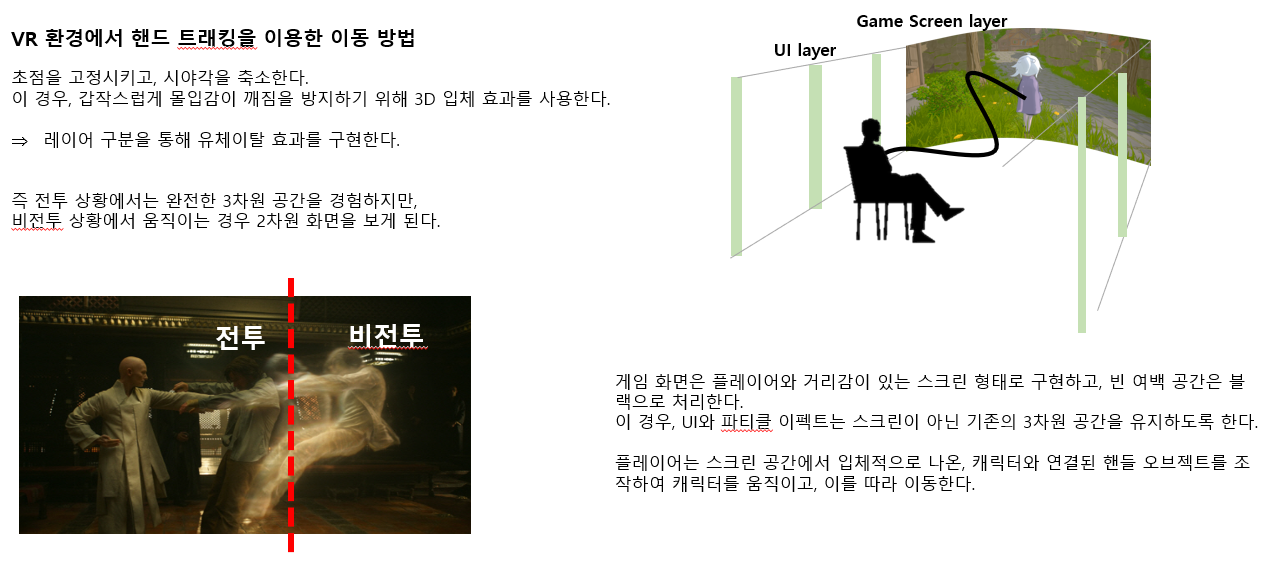 VR 환경에서 핸드 트래킹을 이용한 이동 방법
초점을 고정시키고, 시야각을 축소한다.
이 경우, 갑작스럽게 몰입감이 깨짐을 방지하기 위해 3D 입체 효과를 사용한다.
⇒ 레이어 구분을 통해 유체이탈 효과를 구현한다.
즉 전투 상황에서는 완전한 3차원 공간을 경험하지만,
비전투 상황에서 움직이는 경우 2차원 화면을 보게 된다.
전투
비전투
Game Screen layer
UI layer
게임 화면은 플레이어와 거리감이 있는 스크린 형태로 구현하고, 빈 여백 공간은 블
랙으로 처리한다.
이 경우, UI와 파티클 이펙트는 스크린이 아닌 기존의 3차원 공간을 유지하도록 한다.
플레이어는 스크린 공간에서 입체적으로 나온, 캐릭터와 연결된 핸들 오브젝트를 조
작하여 캐릭터를 움직이고, 이를 따라 이동한다.